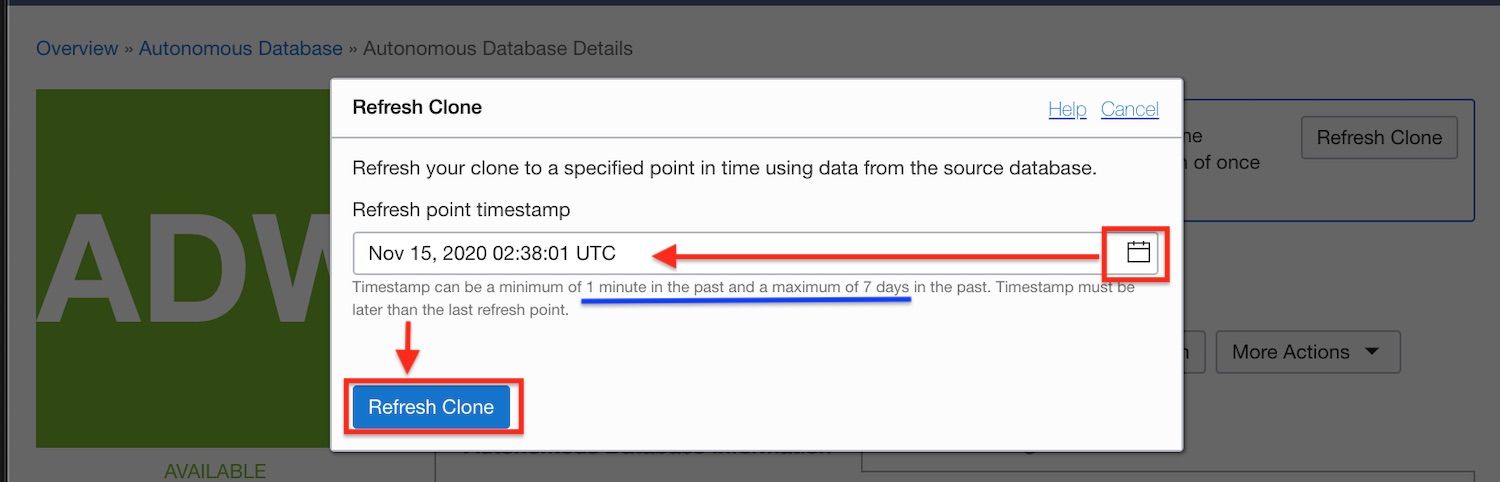 Overview » Autonomous Database » Autonomous Database Details
ADW
AVAILABLE
Refresh Clone
Help Cancel
Refresh your clone to a specified point in time using data from the source database.
Refresh point timestamp
Nov 15, 2020 02:38:01 UTC
Timestamp can be a minimum of 1 minute in the past and a maximum of 7 days in the past. Timestamp must be
later than the last refresh point.
Refresh Clone
of once
Refresh Clone
More Actions